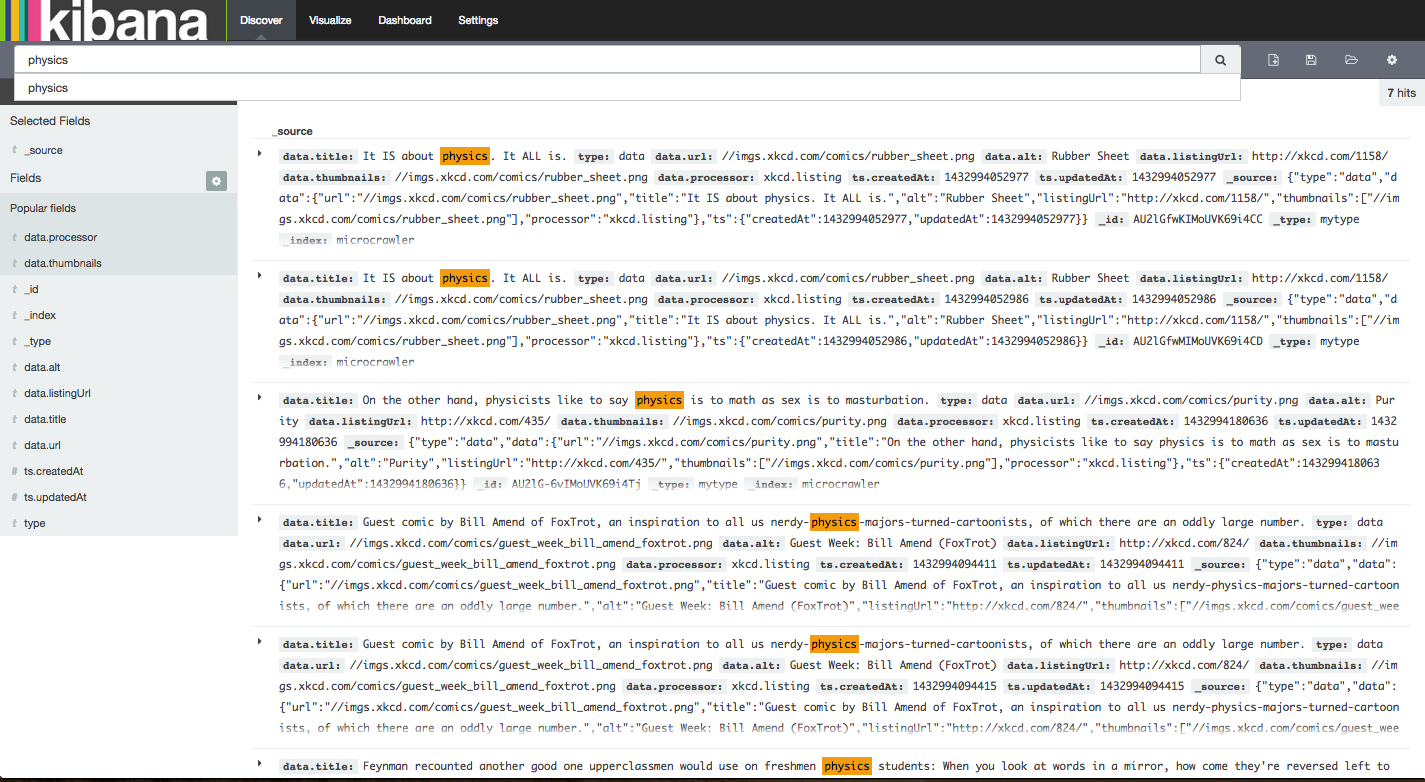 kibana Discover Visualize Dashboard Settings
physics
physics
7 hits
Selected Fields
t _source
Fields
Popular fields
t data.processor
t data.thumbnails
t _id
t _index
t _type
t data.alt
t data.listingUrl
t data.title
t data.url
# ts.createdAt
# ts.updatedAt
t type
_source
data.title: It IS about physics. It ALL is. type: data data.url: //imgs.xkcd.com/comics/rubber_sheet.png data.alt: Rubber Sheet data.listingUrl: http://xkcd.com/1158/
data.thumbnails: //imgs.xkcd.com/comics/rubber_sheet.png data.processor: xkcd.listing ts.createdAt: 1432994052977 ts.updatedAt: 1432994052977 _source: {"type":"data","d
ata":{"url":"//imgs.xkcd.com/comics/rubber_sheet.png","title":"It IS about physics. It ALL is.","alt":"Rubber Sheet","listingUrl":"http://xkcd.com/1158/","thumbnails":["//im
gs.xkcd.com/comics/rubber_sheet.png"],"processor":"xkcd.listing"},"ts":{"createdAt":1432994052977,"updatedAt":1432994052977}} _id: AU2lGfwKIMoUVK69i4CC _type: mytype
_index: microcrawler
data.title: It IS about physics. It ALL is. type: data data.url: //imgs.xkcd.com/comics/rubber_sheet.png data.alt: Rubber Sheet data.listingUrl: http://xkcd.com/1158/
data.thumbnails: //imgs.xkcd.com/comics/rubber_sheet.png data.processor: xkcd.listing ts.createdAt: 1432994052986 ts.updatedAt: 1432994052986 _source: {"type":"data","d
ata":{"url":"//imgs.xkcd.com/comics/rubber_sheet.png","title":"It IS about physics. It ALL is.","alt":"Rubber Sheet","listingUrl":"http://xkcd.com/1158/","thumbnails":["//im
gs.xkcd.com/comics/rubber_sheet.png"],"processor":"xkcd.listing"},"ts":{"createdAt":1432994052986,"updatedAt":1432994052986}} _id: AU2lGfwMIMoUVK69i4CD _type: mytype
_index: microcrawler
data.title: On the other hand, physicists like to say physics is to math as sex is to masturbation. type: data data.url: //imgs.xkcd.com/comics/purity.png data.alt: Pur
ity data.listingUrl: http://xkcd.com/435/ data.thumbnails: //imgs.xkcd.com/comics/purity.png data.processor: xkcd.listing ts.createdAt: 1432994180636 ts.updatedAt: 1432
994180636 _source: {"type":"data","data":{"url":"//imgs.xkcd.com/comics/purity.png","title":"On the other hand, physicists like to say physics is to math as sex is to mastu
rbation.","alt":"Purity","listingUrl":"http://xkcd.com/435/","thumbnails":["//imgs.xkcd.com/comics/purity.png"],"processor":"xkcd.listing"},"ts":{"createdAt":143299418063
6,"updatedAt":1432994180636}} _id: AU2lG-6vIMoUVK69i4Tj _type: mytype _index: microcrawler
data.title: Guest comic by Bill Amend of FoxTrot, an inspiration to all us nerdy-physics-majors-turned-cartoonists, of which there are an oddly large number. type: data
data.url: //imgs.xkcd.com/comics/guest_week_bill_amend_foxtrot.png data.alt: Guest Week: Bill Amend (FoxTrot) data.listingUrl: http://xkcd.com/824/ data.thumbnails: //im
gs.xkcd.com/comics/guest_week_bill_amend_foxtrot.png data.processor: xkcd.listing ts.createdAt: 1432994094411 ts.updatedAt: 1432994094411 _source: {"type":"data","data":
{"url":"//imgs.xkcd.com/comics/guest_week_bill_amend_foxtrot.png","title":"Guest comic by Bill Amend of FoxTrot, an inspiration to all us nerdy-physics-majors-turned-cartoon
ists, of which there are an oddly large number.","alt":"Guest Week: Bill Amend (FoxTrot)","listingUrl":"http://xkcd.com/824/","thumbnails":["//imgs.xkcd.com/comics/guest_wee
data.title: Guest comic by Bill Amend of FoxTrot, an inspiration to all us nerdy-physics-majors-turned-cartoonists, of which there are an oddly large number. type: data
data.url: //imgs.xkcd.com/comics/guest_week_bill_amend_foxtrot.png data.alt: Guest Week: Bill Amend (FoxTrot) data.listingUrl: http://xkcd.com/824/ data.thumbnails: //im
gs.xkcd.com/comics/guest_week_bill_amend_foxtrot.png data.processor: xkcd.listing ts.createdAt: 1432994094415 ts.updatedAt: 1432994094415 _source: {"type":"data","data":
{"url":"//imgs.xkcd.com/comics/guest_week_bill_amend_foxtrot.png","title":"Guest comic by Bill Amend of FoxTrot, an inspiration to all us nerdy-physics-majors-turned-cartoon
ists, of which there are an oddly large number.","alt":"Guest Week: Bill Amend (FoxTrot)","listingUrl":"http://xkcd.com/824/","thumbnails":["//imgs.xkcd.com/comics/guest_wee
data.title: Feynman recounted another good one upperclassmen would use on freshmen physics students: When you look at words in a mirror, how come they're reversed left to